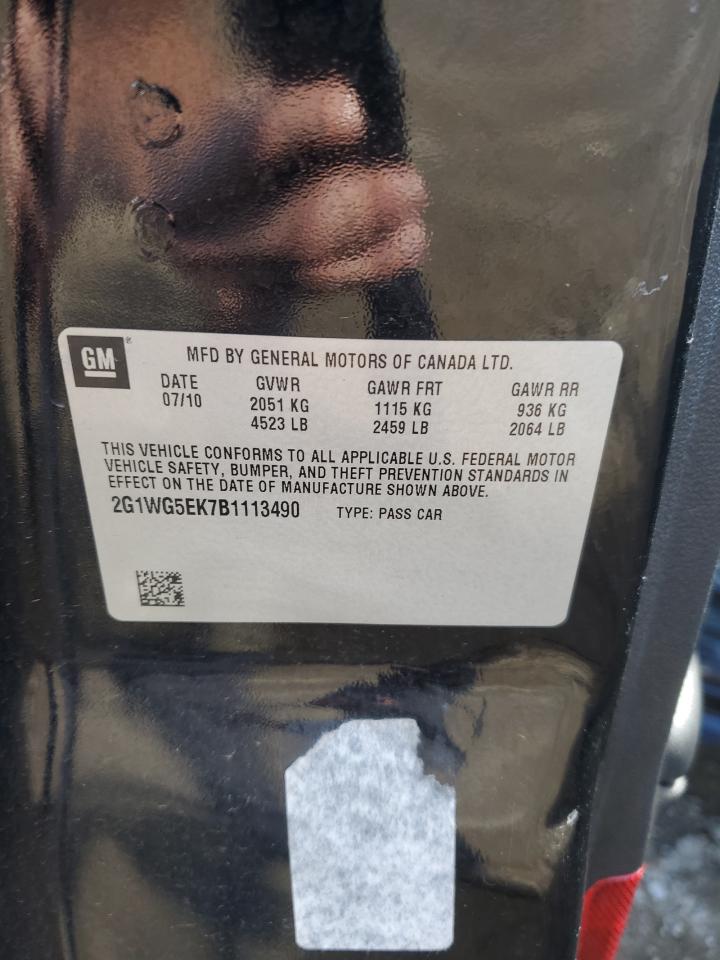 GM ® MFD BY GENERAL MOTORS OF CANADA LTD.
DATE GVWR GAWR FRT GAWR RR
07/10 2051 KG 1115 KG 936 KG
4523 LB 2459 LB 2064 LB
THIS VEHICLE CONFORMS TO ALL APPLICABLE U.S. FEDERAL MOTOR
VEHICLE SAFETY, BUMPER, AND THEFT PREVENTION STANDARDS IN
EFFECT ON THE DATE OF MANUFACTURE SHOWN ABOVE.
2G1WG5EK7B1113490 TYPE: PASS CAR